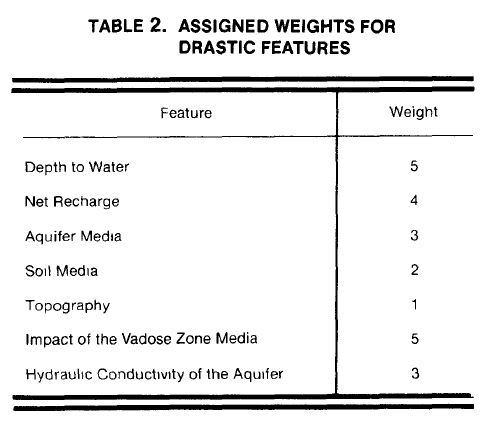 TABLE 2. ASSIGNED WEIGHTS FOR
DRASTIC FEATURES
Feature Weight
Depth to Water 5
Net Recharge 4
Aquifer Media 3
Soil Media 2
Topography 1
Impact of the Vadose Zone Media 5
Hydraulic Conductivity of the Aquifer 3